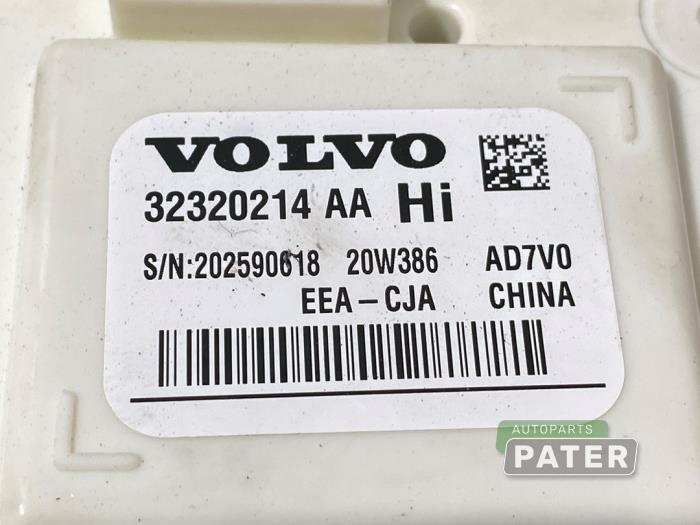 VOLVO
32320214 AA Hi
S/N:202590618 20W386 AD7V0
EEA-CJA CHINA
AUTOPARTS
PATER